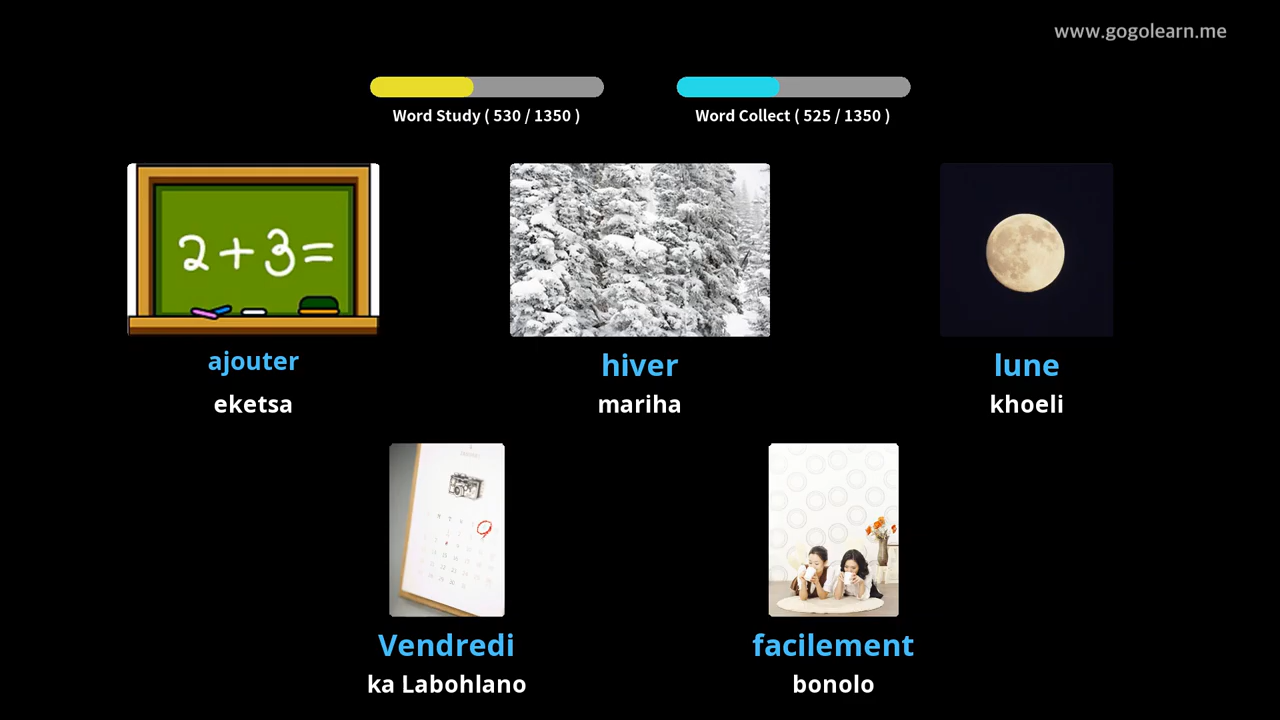 www.gogolearn.me
Word Study ( 530 / 1350 )
Word Collect ( 525 / 1350 )
2+3=
ajouter
eketsa
hiver
mariha
lune
khoeli
Vendredi
ka Labohlano
facilement
bonolo